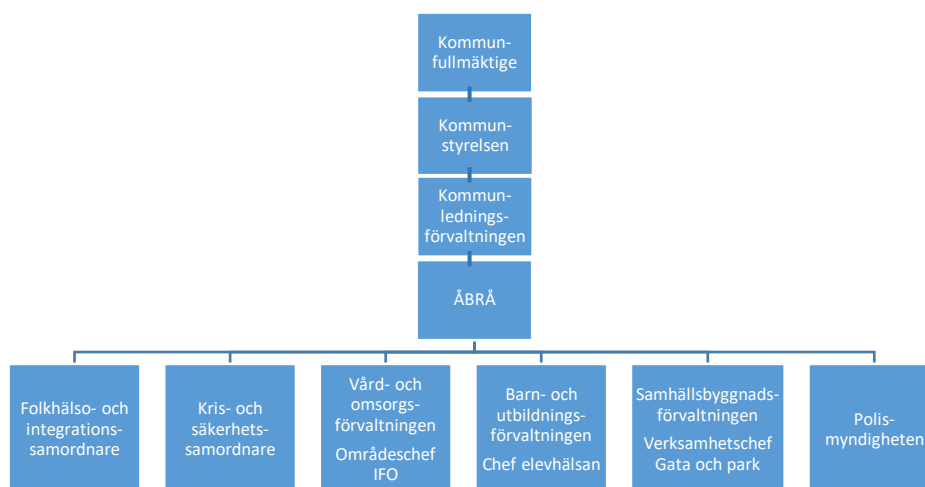 Kommun-
fullmäktige
Kommun-
styrelsen
Kommun-
lednings-
förvaltningen
ÅBRÅ
Folkhälso- och
integrations-
samordnare
Kris- och
säkerhets-
samordnare
Vård- och
omsorgs-
förvaltningen
Områdeschef
IFO
Barn- och
utbildnings-
förvaltningen
Chef elevhälsan
Samhällsbyggnads-
förvaltningen
Verksamhetschef
Gata och park
Polis-
myndigheten